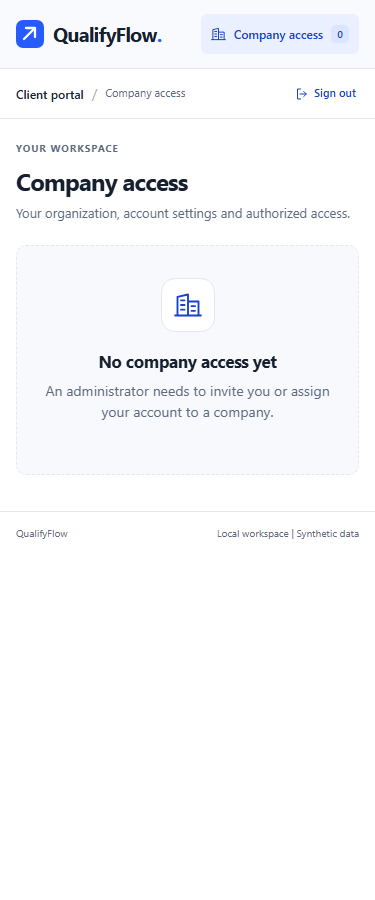 QualifyFlow.
Company access 0
Client portal / Company access
Sign out
YOUR WORKSPACE
Company access
Your organization, account settings and authorized access.
No company access yet
An administrator needs to invite you or assign
your account to a company.
QualifyFlow
Local workspace | Synthetic data